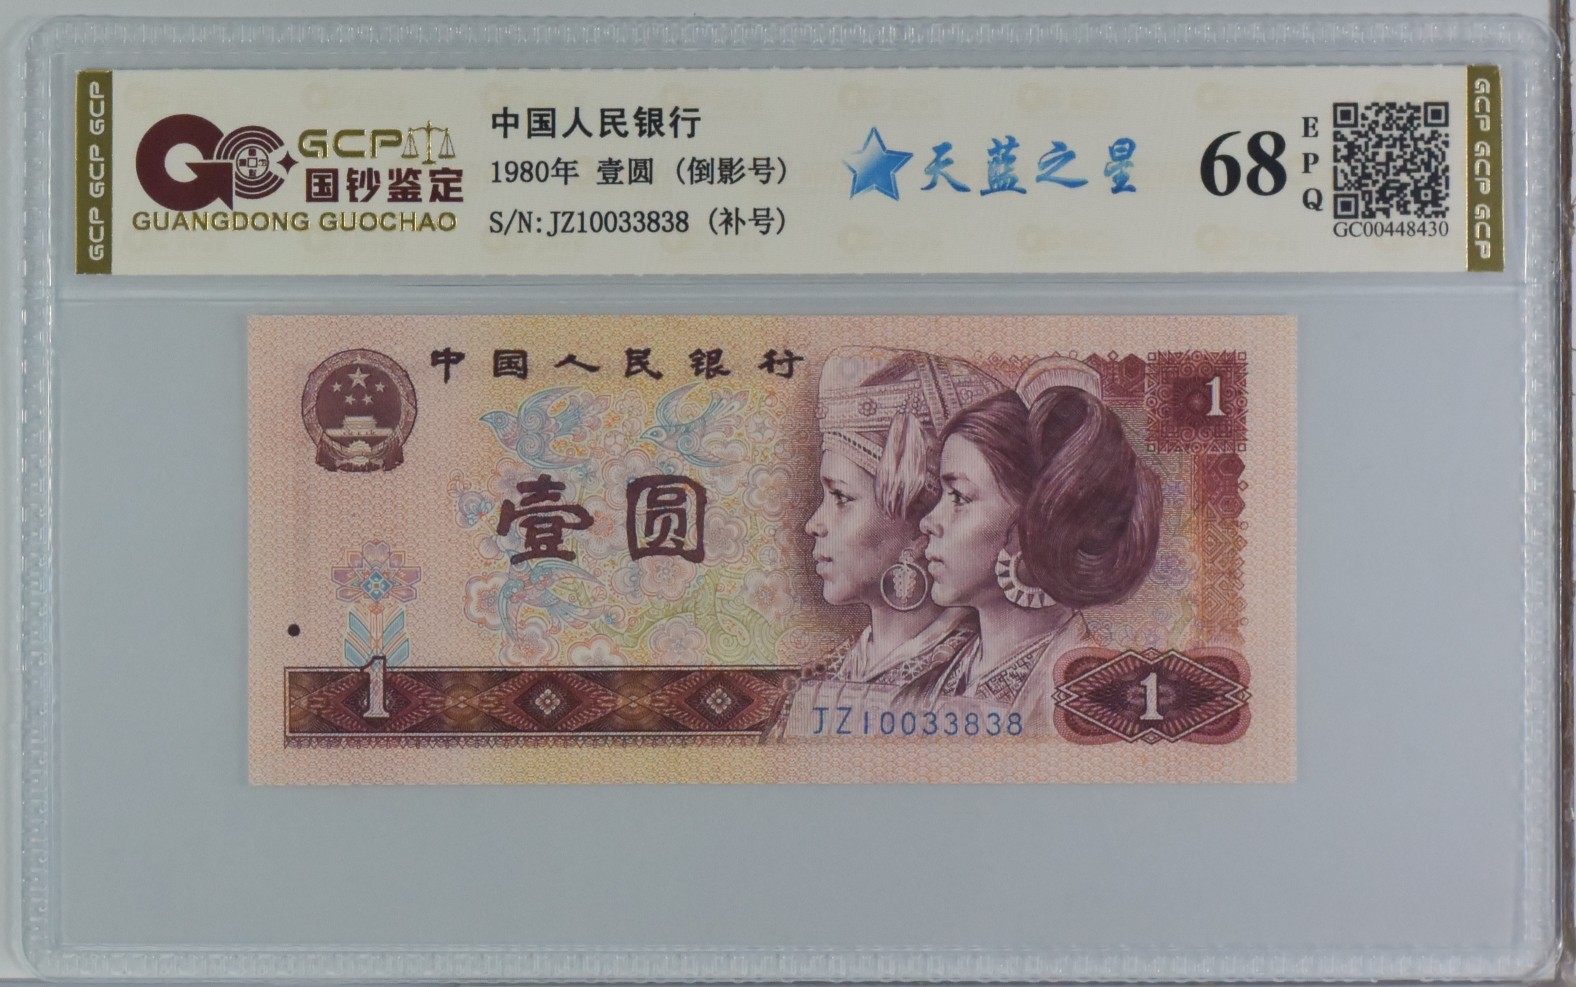 GCP GCP GCP
GCP
国钞鉴定
GUANGDONG GUOCHAO
中国人民银行
1980年 壹圆 (倒影号)
S/N: JZ10033838 (补号)
天蓝之星
68
EPQ
GC00448430
GCP GCP GCP GCP
中国人民银行
1
壹圆
1
JZ10033838
1